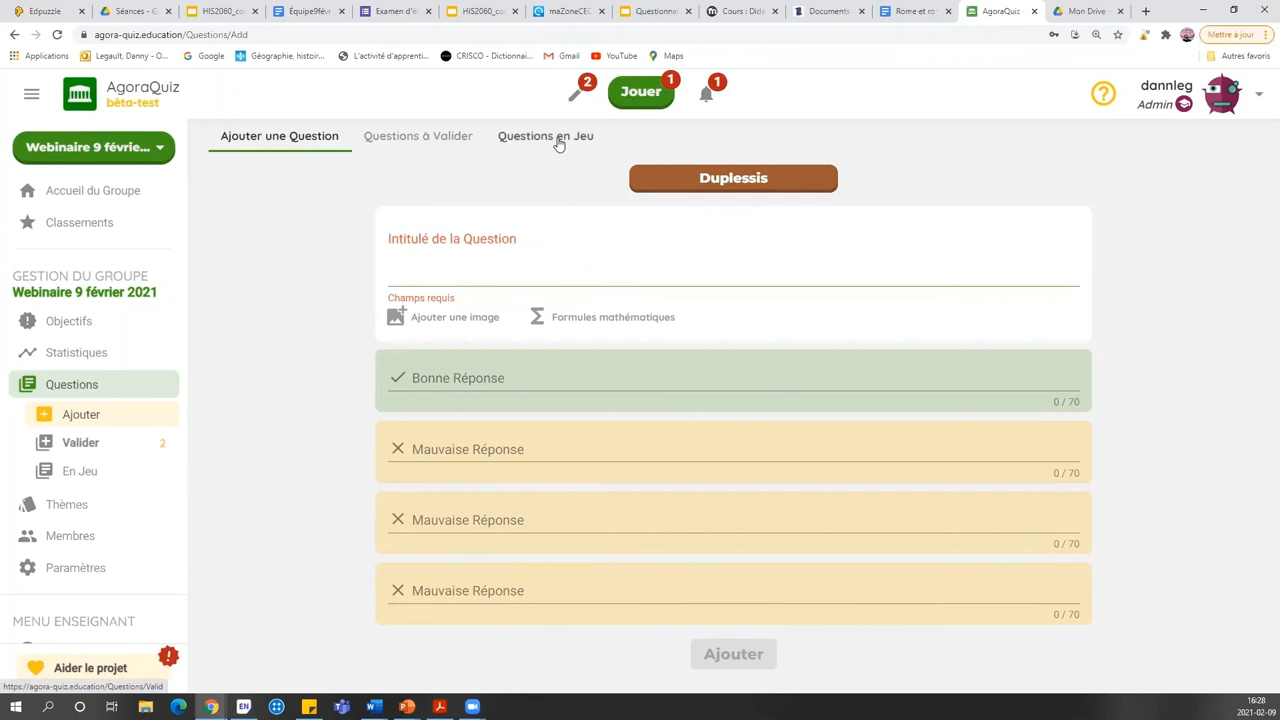 Edpuzzle
Séances - G
HIS2060_co
Équipe9févr
Examen d'é
HIS2060_co
maZoneCEC
Questionna
Cours : Dida
Documents
Rome et ro
AgoraQuiz
Mon Drive -
agora-quiz.education/Questions/Add
Mettre à jour
Applications
Legault, Danny - O...
Google
Géographie, histoir...
L'activité d'apprenti...
CRISCO - Dictionnai...
Gmail
YouTube
Maps
Autres favoris
AgoraQuiz
bêta-test
2
Jouer
1
1
dannleg
Admin
Webinaire 9 févrie...
Ajouter une Question
Questions à Valider
Questions en Jeu
Accueil du Groupe
Classements
GESTION DU GROUPE
Webinaire 9 février 2021
Objectifs
Statistiques
Questions
Ajouter
Valider
2
En Jeu
Thèmes
Membres
Paramètres
MENU ENSEIGNANT
Aider le projet
!
Duplessis
Intitulé de la Question
Champs requis
Ajouter une image
Formules mathématiques
Bonne Réponse
0 / 70
Mauvaise Réponse
0 / 70
Mauvaise Réponse
0 / 70
Mauvaise Réponse
0 / 70
Ajouter
https://agora-quiz.education/Questions/Valid
16:28
2021-02-09